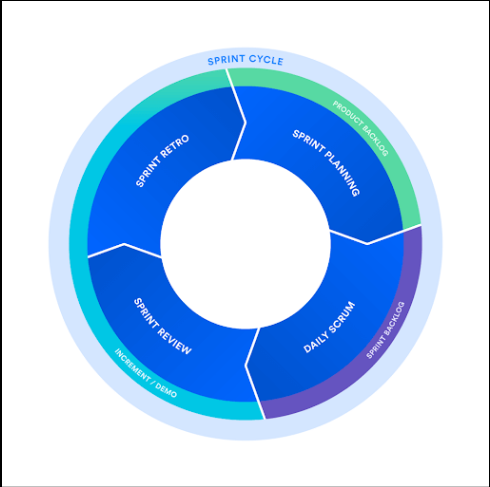 SPRINT CYCLE
PRODUCT BACKLOG
SPRINT PLANNING
SPRINT BACKLOG
DAILY SCRUM
INCREMENT / DEMO
SPRINT REVIEW
SPRINT RETRO